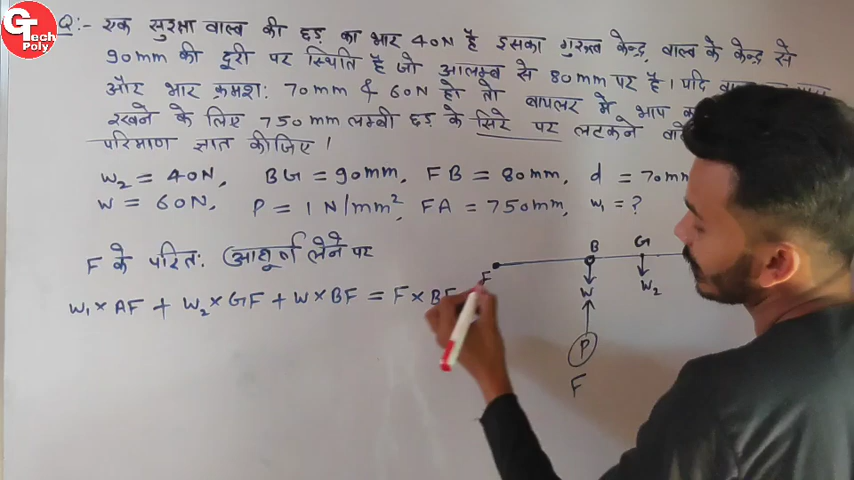 GT
Tech
Poly
Q:- एक सुरक्षा वाल्व की छड़ का भार 40N है इसका गुरुत्व केन्द्र, वाल्व के केन्द्र से
90mm की दूरी पर स्थिति है जो आलम्ब से 80mm पर है। यदि
और भार क्रमश: 70mm & 60N हो तो बायलर में भाप
रखने के लिए 750mm लम्बी छड़ के सिरे पर लटकने
परिमाण ज्ञात कीजिए।
W₂ = 40N, BG = 90mm, FB = 80mm, d = 70mm
W = 60N, P = 1 N/mm², FA = 750mm, W₁ = ?
F के परित: आघूर्ण लेने पर
W₁ × AF + W₂ × GF + W × BF = F × BF
F B G
W W₂
P
F